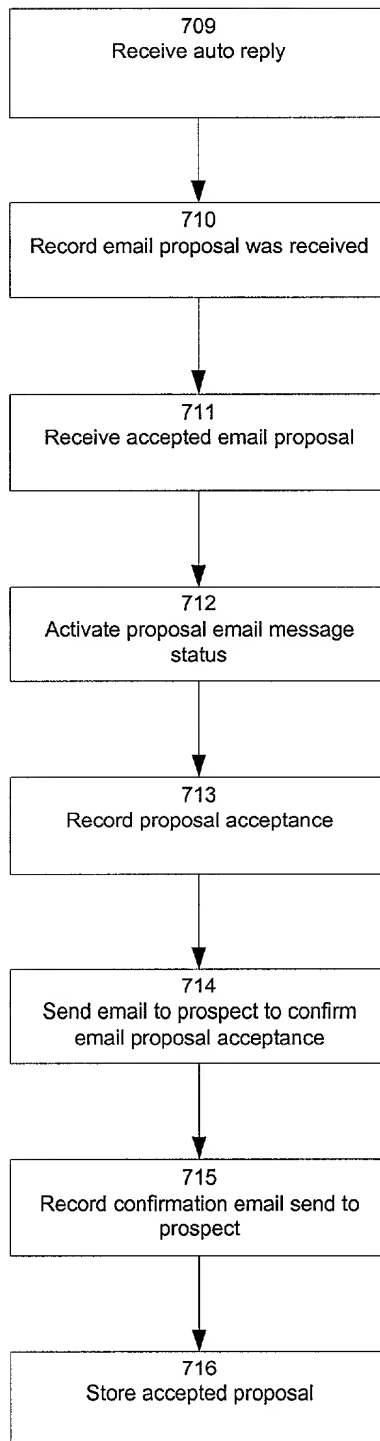 709
Receive auto reply
710
Record email proposal was received
711
Receive accepted email proposal
712
Activate proposal email message
status
713
Record proposal acceptance
714
Send email to prospect to confirm
email proposal acceptance
715
Record confirmation email send to
prospect
716
Store accepted proposal